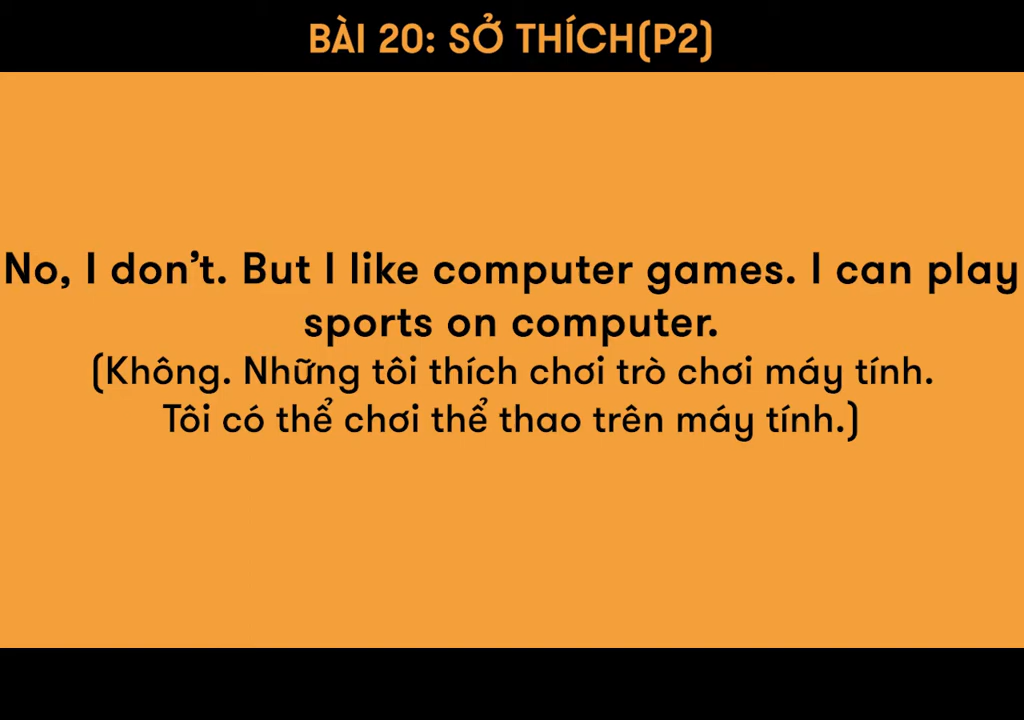 BÀI 20: SỞ THÍCH(P2)
No, I don't. But I like computer games. I can play
sports on computer.
(Không. Những tôi thích chơi trò chơi máy tính.
Tôi có thể chơi thể thao trên máy tính.)